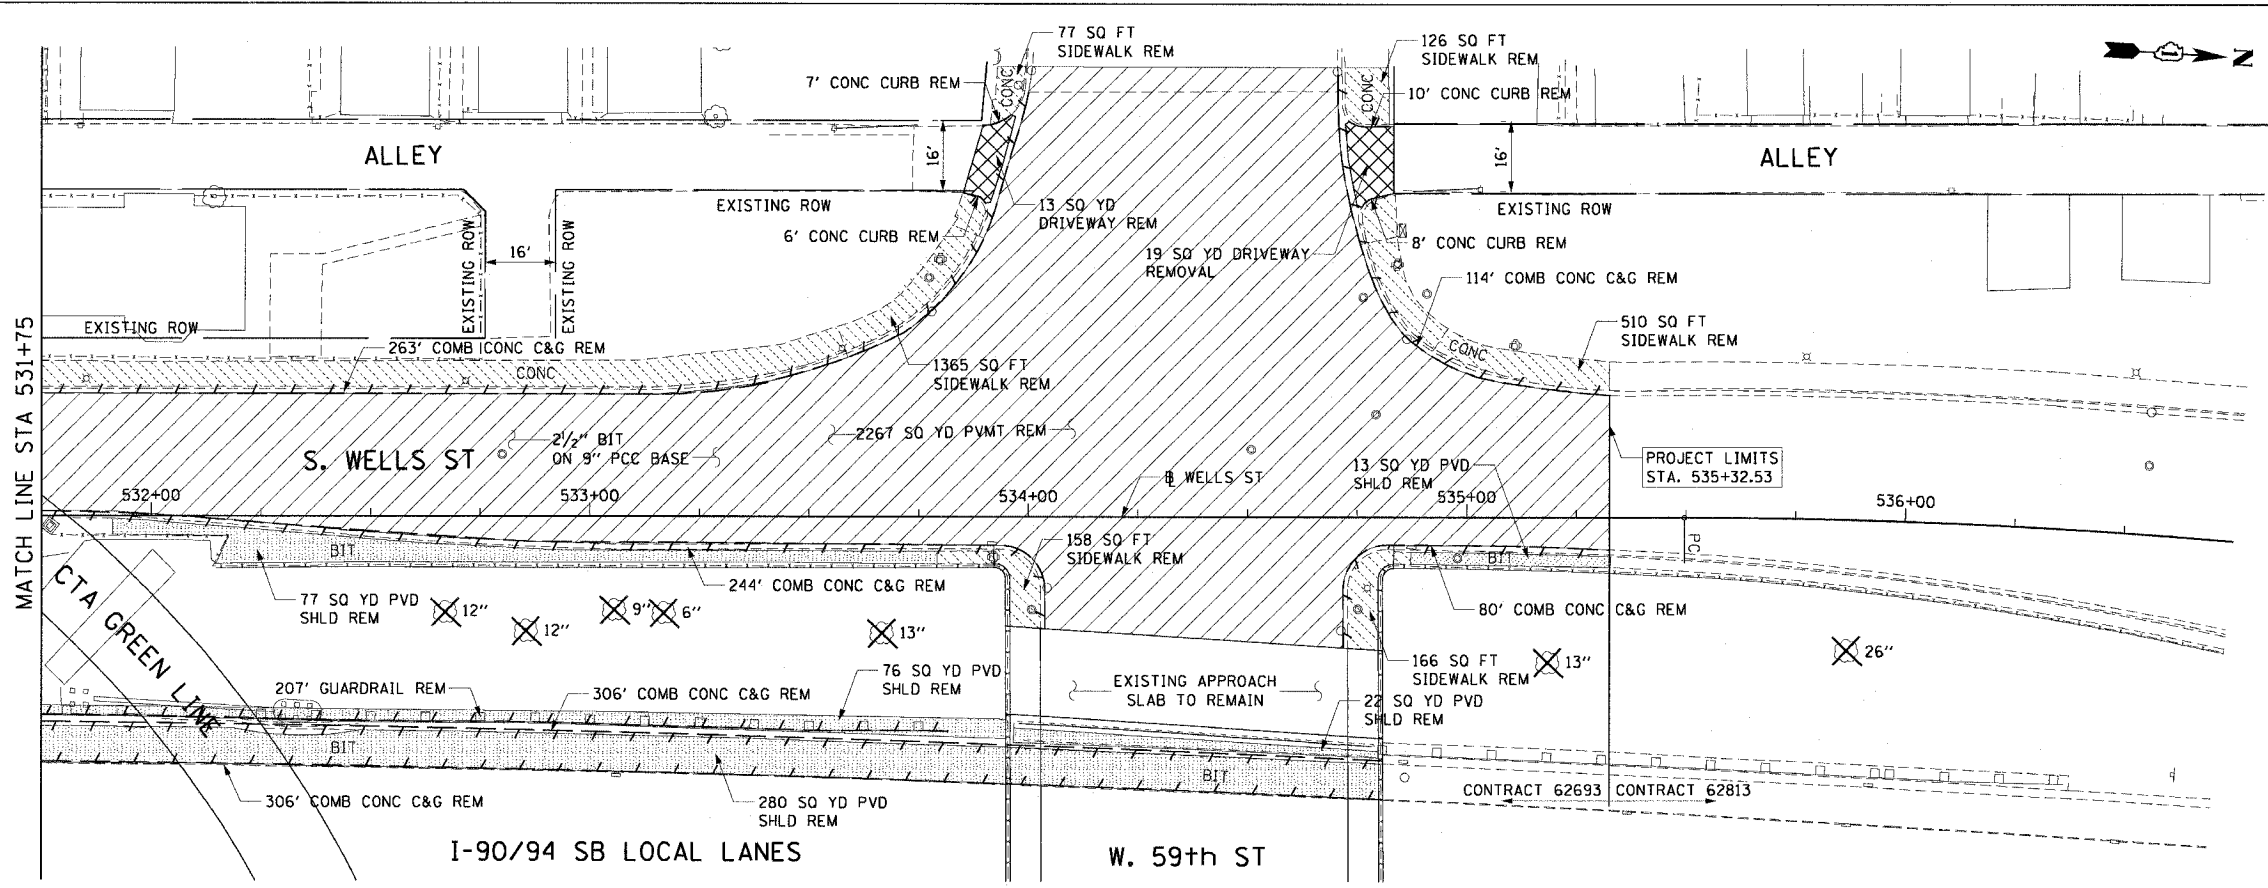 77 SQ FT
SIDEWALK REM
126 SQ FT
SIDEWALK REM
7' CONC CURB REM
CONC
CONC
10' CONC CURB REM
N
ALLEY
16'
16'
ALLEY
EXISTING ROW
13 SQ YD
DRIVEWAY REM
EXISTING ROW
6' CONC CURB REM
8' CONC CURB REM
EXISTING ROW
16'
EXISTING ROW
19 SQ YD DRIVEWAY
REMOVAL
114' COMB CONC C&G REM
EXISTING ROW
263' COMB CONC C&G REM
510 SQ FT
SIDEWALK REM
CONC
CONC
1365 SQ FT
SIDEWALK REM
MATCH LINE STA 531+75
S. WELLS ST
2 1/2" BIT
ON 9" PCC BASE
2267 SQ YD PVMT REM
13 SQ YD PVD
SHLD REM
PROJECT LIMITS
STA. 535+32.53
℄ WELLS ST
532+00
533+00
534+00
535+00
536+00
PC
BIT
158 SQ FT
SIDEWALK REM
BIT
CTA GREEN LINE
77 SQ YD PVD
SHLD REM
244' COMB CONC C&G REM
80' COMB CONC C&G REM
12"
12"
9"
6"
13"
13"
26"
166 SQ FT
SIDEWALK REM
76 SQ YD PVD
SHLD REM
207' GUARDRAIL REM
306' COMB CONC C&G REM
EXISTING APPROACH
SLAB TO REMAIN
22 SQ YD PVD
SHLD REM
BIT
BIT
306' COMB CONC C&G REM
280 SQ YD PVD
SHLD REM
CONTRACT 62693
CONTRACT 62813
I-90/94 SB LOCAL LANES
W. 59th ST